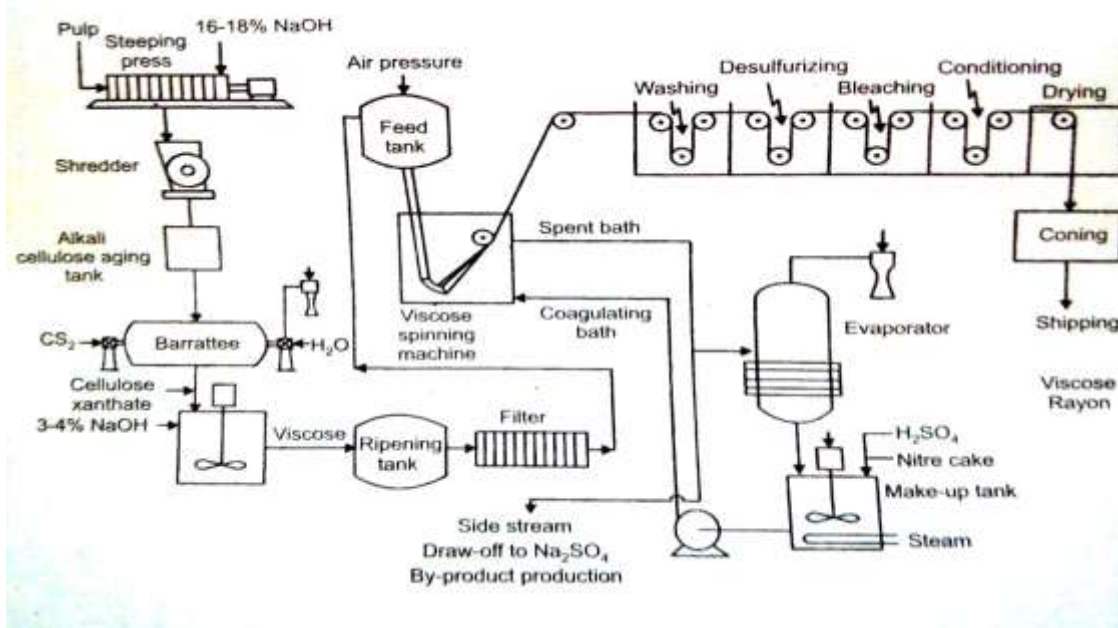 Pulp
16-18% NaOH
Steeping
press
Shredder
Alkali
cellulose aging
tank
CS₂
Barrattee
H₂O
Cellulose
xanthate
3-4% NaOH
Viscose
Ripening
tank
Filter
Air pressure
Feed
tank
Viscose
spinning
machine
Spent bath
Coagulating
bath
Washing
Desulfurizing
Bleaching
Conditioning
Drying
Coning
Shipping
Viscose
Rayon
Evaporator
H₂SO₄
Nitre cake
Make-up tank
Steam
Side stream
Draw-off to Na₂SO₄
By-product production